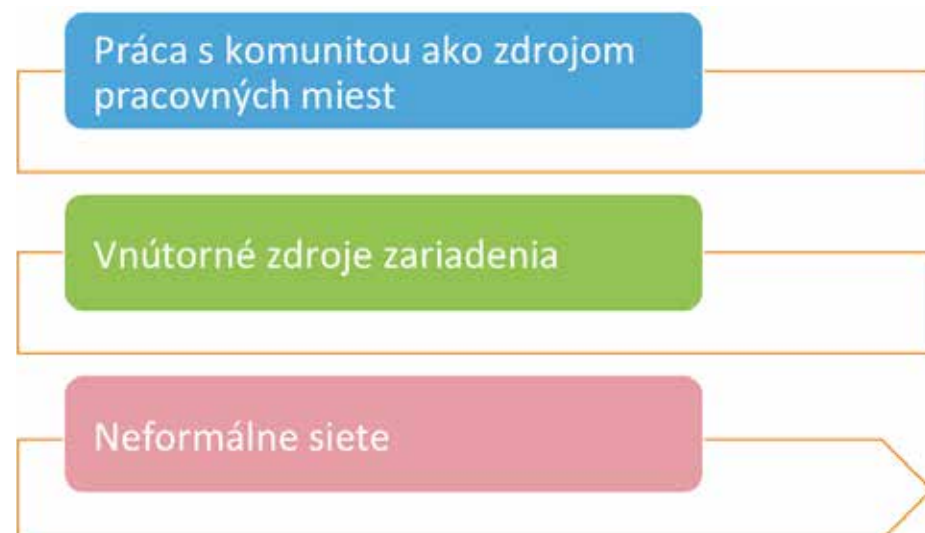 Práca s komunitou ako zdrojom
pracovných miest
Vnútorné zdroje zariadenia
Neformálne siete